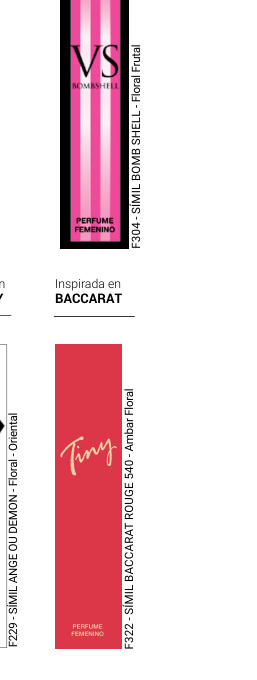 VS
BOMBSHELL
PERFUME
FEMENINO
F304 - SÍMIL BOMB SHELL - Floral Frutal
Inspirada en
BACCARAT
Tiny
PERFUME
FEMENINO
F322 - SÍMIL BACCARAT ROUGE 540 - Ambar Floral
F229 - SÍMIL ANGE OU DEMON - Floral - Oriental